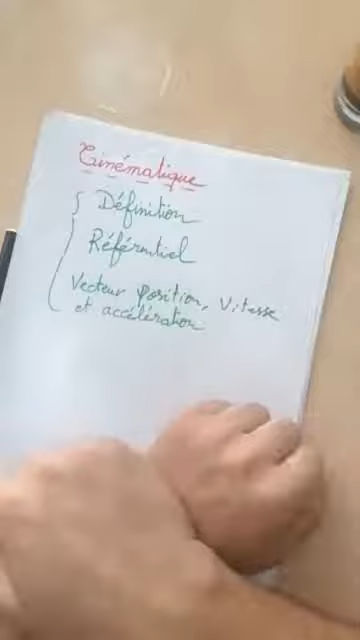 Cinématique
Définition
Référentiel
Vecteur position, Vitesse
et accélération